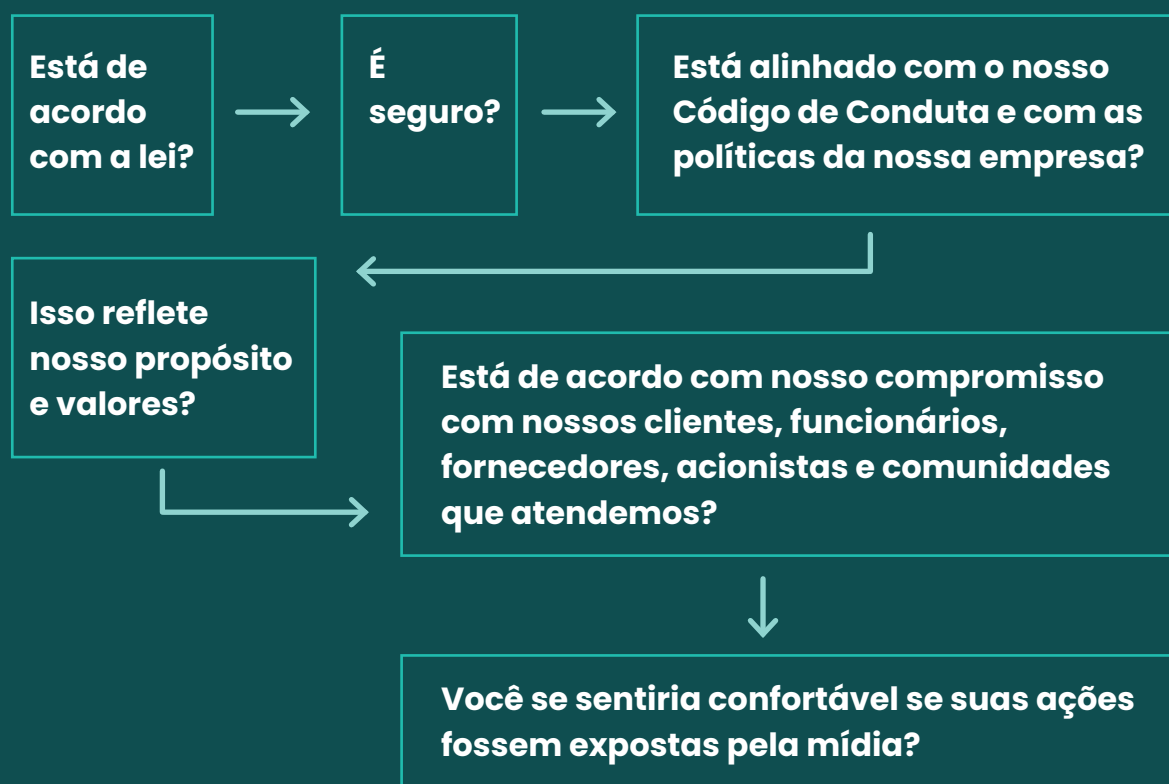 Está de
acordo
com a lei?
É
seguro?
Está alinhado com o nosso
Código de Conduta e com as
políticas da nossa empresa?
Isso reflete
nosso propósito
e valores?
Está de acordo com nosso compromisso
com nossos clientes, funcionários,
fornecedores, acionistas e comunidades
que atendemos?
Você se sentiria confortável se suas ações
fossem expostas pela mídia?